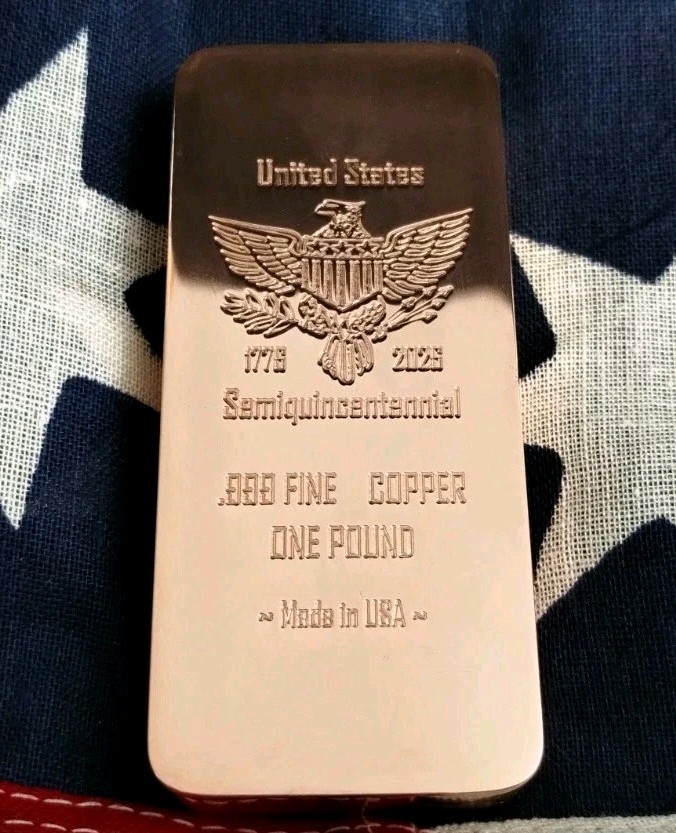 United States
1776 2026
Semiquincentennial
.999 FINE COPPER
ONE POUND
~ Made in USA ~